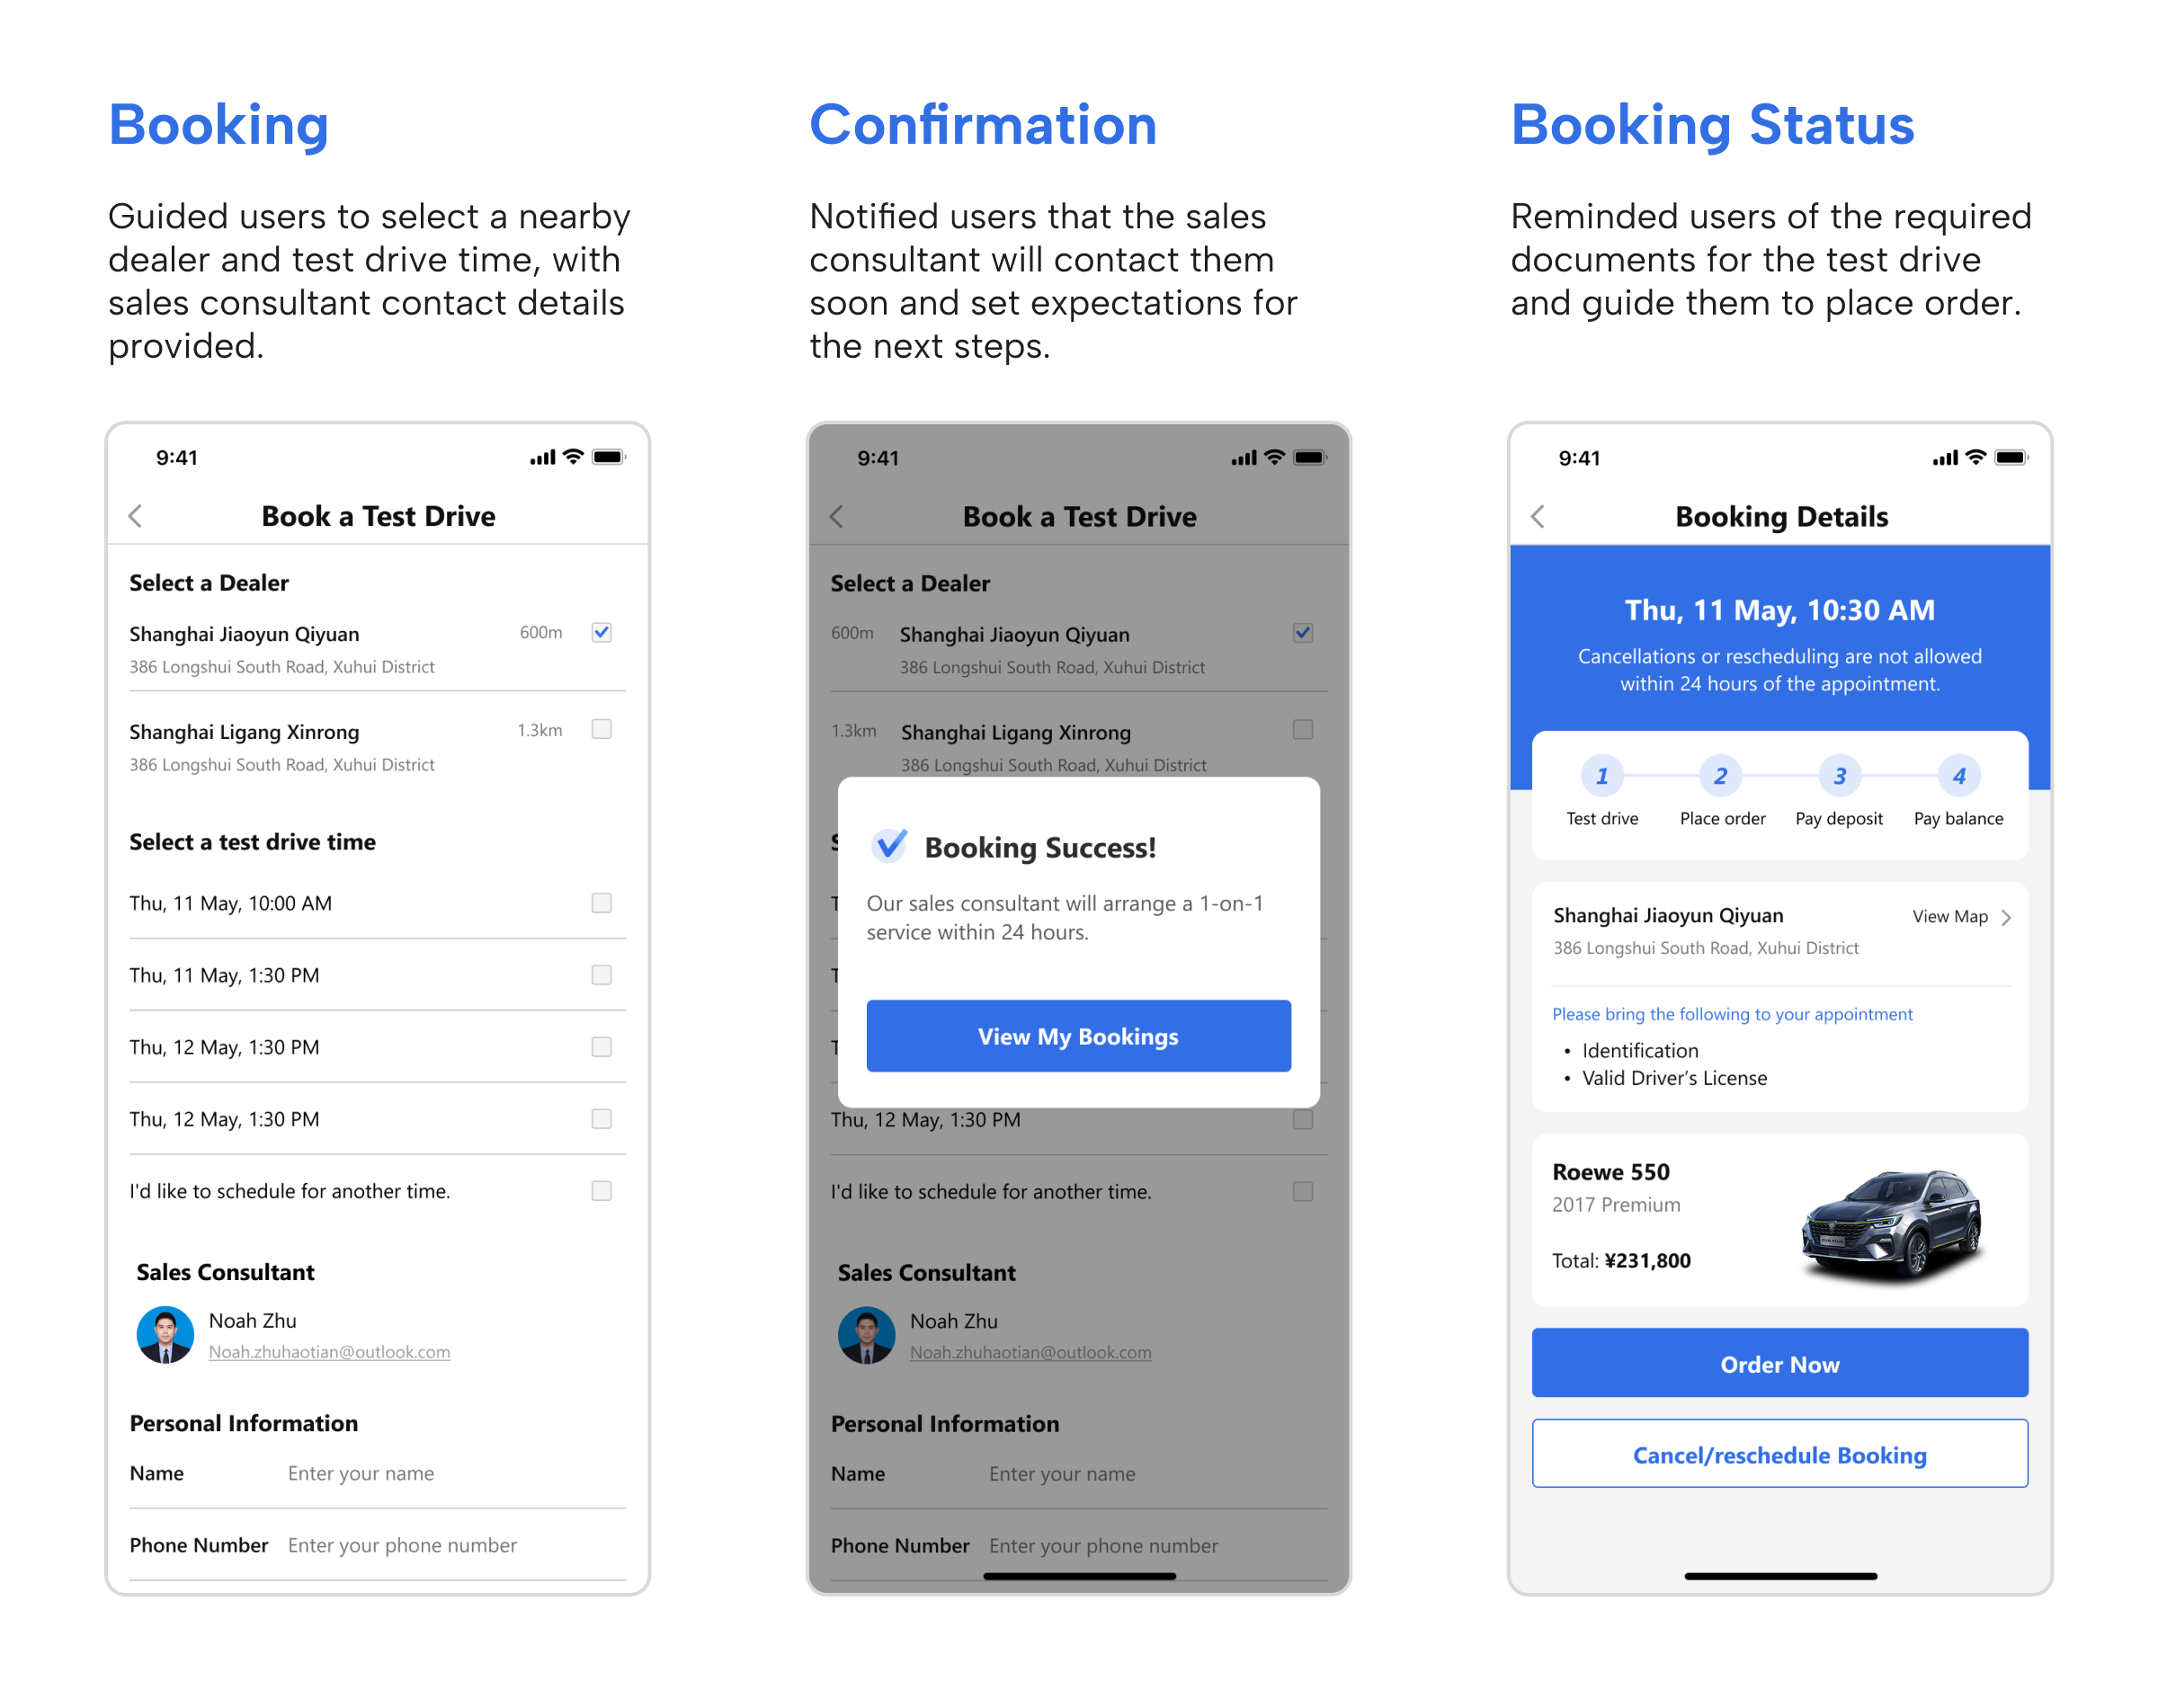 Booking
Guided users to select a nearby
dealer and test drive time, with
sales consultant contact details
provided.
9:41
Book a Test Drive
Select a Dealer
Shanghai Jiaoyun Qiyuan 600m
386 Longshui South Road, Xuhui District
Shanghai Ligang Xinrong 1.3km
386 Longshui South Road, Xuhui District
Select a test drive time
Thu, 11 May, 10:00 AM
Thu, 11 May, 1:30 PM
Thu, 12 May, 1:30 PM
Thu, 12 May, 1:30 PM
I'd like to schedule for another time.
Sales Consultant
Noah Zhu
Noah.zhuhaotian@outlook.com
Personal Information
Name Enter your name
Phone Number Enter your phone number
Confirmation
Notified users that the sales
consultant will contact them
soon and set expectations for
the next steps.
9:41
Book a Test Drive
Select a Dealer
600m Shanghai Jiaoyun Qiyuan
386 Longshui South Road, Xuhui District
1.3km Shanghai Ligang Xinrong
386 Longshui South Road, Xuhui District
Booking Success!
Our sales consultant will arrange a 1-on-1
service within 24 hours.
View My Bookings
Thu, 12 May, 1:30 PM
I'd like to schedule for another time.
Sales Consultant
Noah Zhu
Noah.zhuhaotian@outlook.com
Personal Information
Name Enter your name
Phone Number Enter your phone number
Booking Status
Reminded users of the required
documents for the test drive
and guide them to place order.
9:41
Booking Details
Thu, 11 May, 10:30 AM
Cancellations or rescheduling are not allowed
within 24 hours of the appointment.
1 2 3 4
Test drive Place order Pay deposit Pay balance
Shanghai Jiaoyun Qiyuan View Map
386 Longshui South Road, Xuhui District
Please bring the following to your appointment
• Identification
• Valid Driver’s License
Roewe 550
2017 Premium
Total: ¥231,800
Order Now
Cancel/reschedule Booking